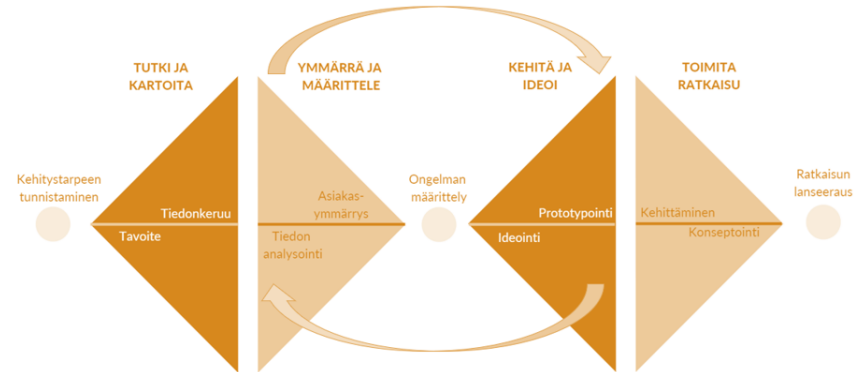 TUTKI JA
KARTOITA
YMMÄRRÄ JA
MÄÄRITTELE
KEHITÄ JA
IDEOI
TOIMITA
RATKAISU
Kehitystarpeen
tunnistaminen
Tiedonkeruu
Tavoite
Asiakas-
ymmärrys
Tiedon
analysointi
Ongelman
määrittely
Prototypointi
Ideointi
Kehittäminen
Konseptointi
Ratkaisun
lanseeraus